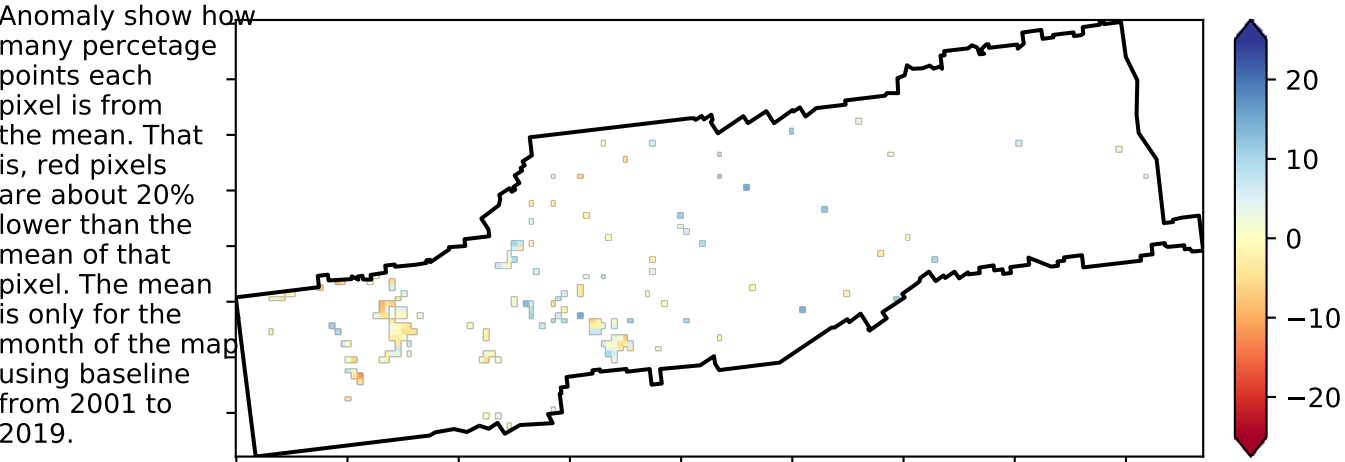 Anomaly show how
many percetage
points each
pixel is from
the mean. That
is, red pixels
are about 20%
lower than the
mean of that
pixel. The mean
is only for the
month of the map
using baseline
from 2001 to
2019.
20
10
0
−10
−20